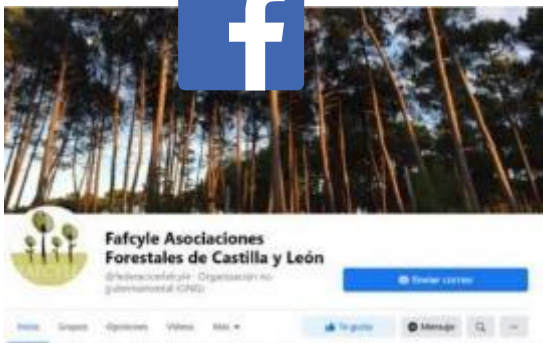 f
FAFCYLE
Fafcyle Asociaciones
Forestales de Castilla y León
@federacionfafcyle · Organización no
gubernamental (ONG)
Enviar correo
Inicio Grupos Opiniones Vídeos Más
Te gusta Mensaje